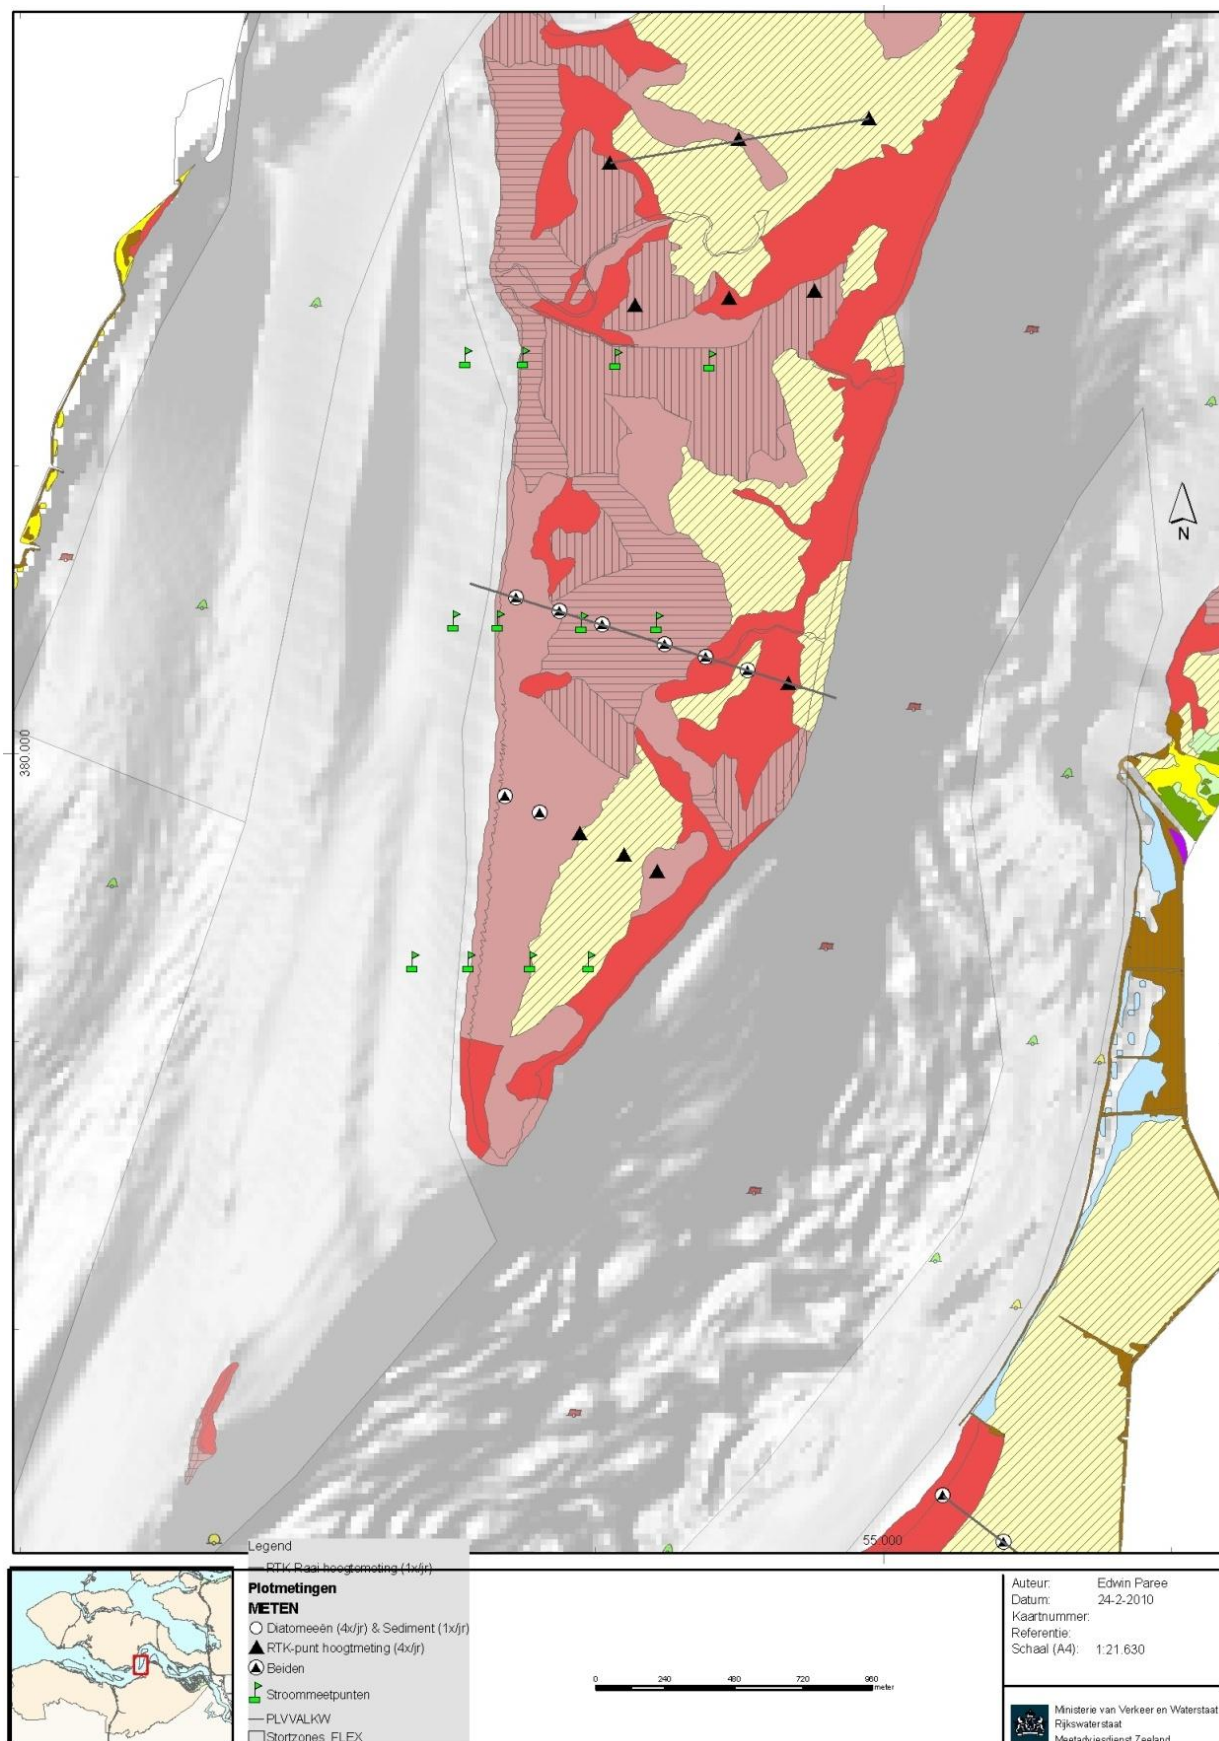 N
380.000
55.000
Legend
RTK Raai hoogtemeting (1x/jr)
Plotmetingen
METEN
Diatomeeën (4x/jr) & Sediment (1x/jr)
RTK-punt hoogtmeting (4x/jr)
Beiden
Stroommeetpunten
PLVVALKW
Stortzones_FLEX
0 240 480 720 960
meter
Auteur: Edwin Paree
Datum: 24-2-2010
Kaartnummer:
Referentie:
Schaal (A4): 1:21.630
Ministerie van Verkeer en Waterstaat
Rijkswaterstaat
Meetadviesdienst Zeeland